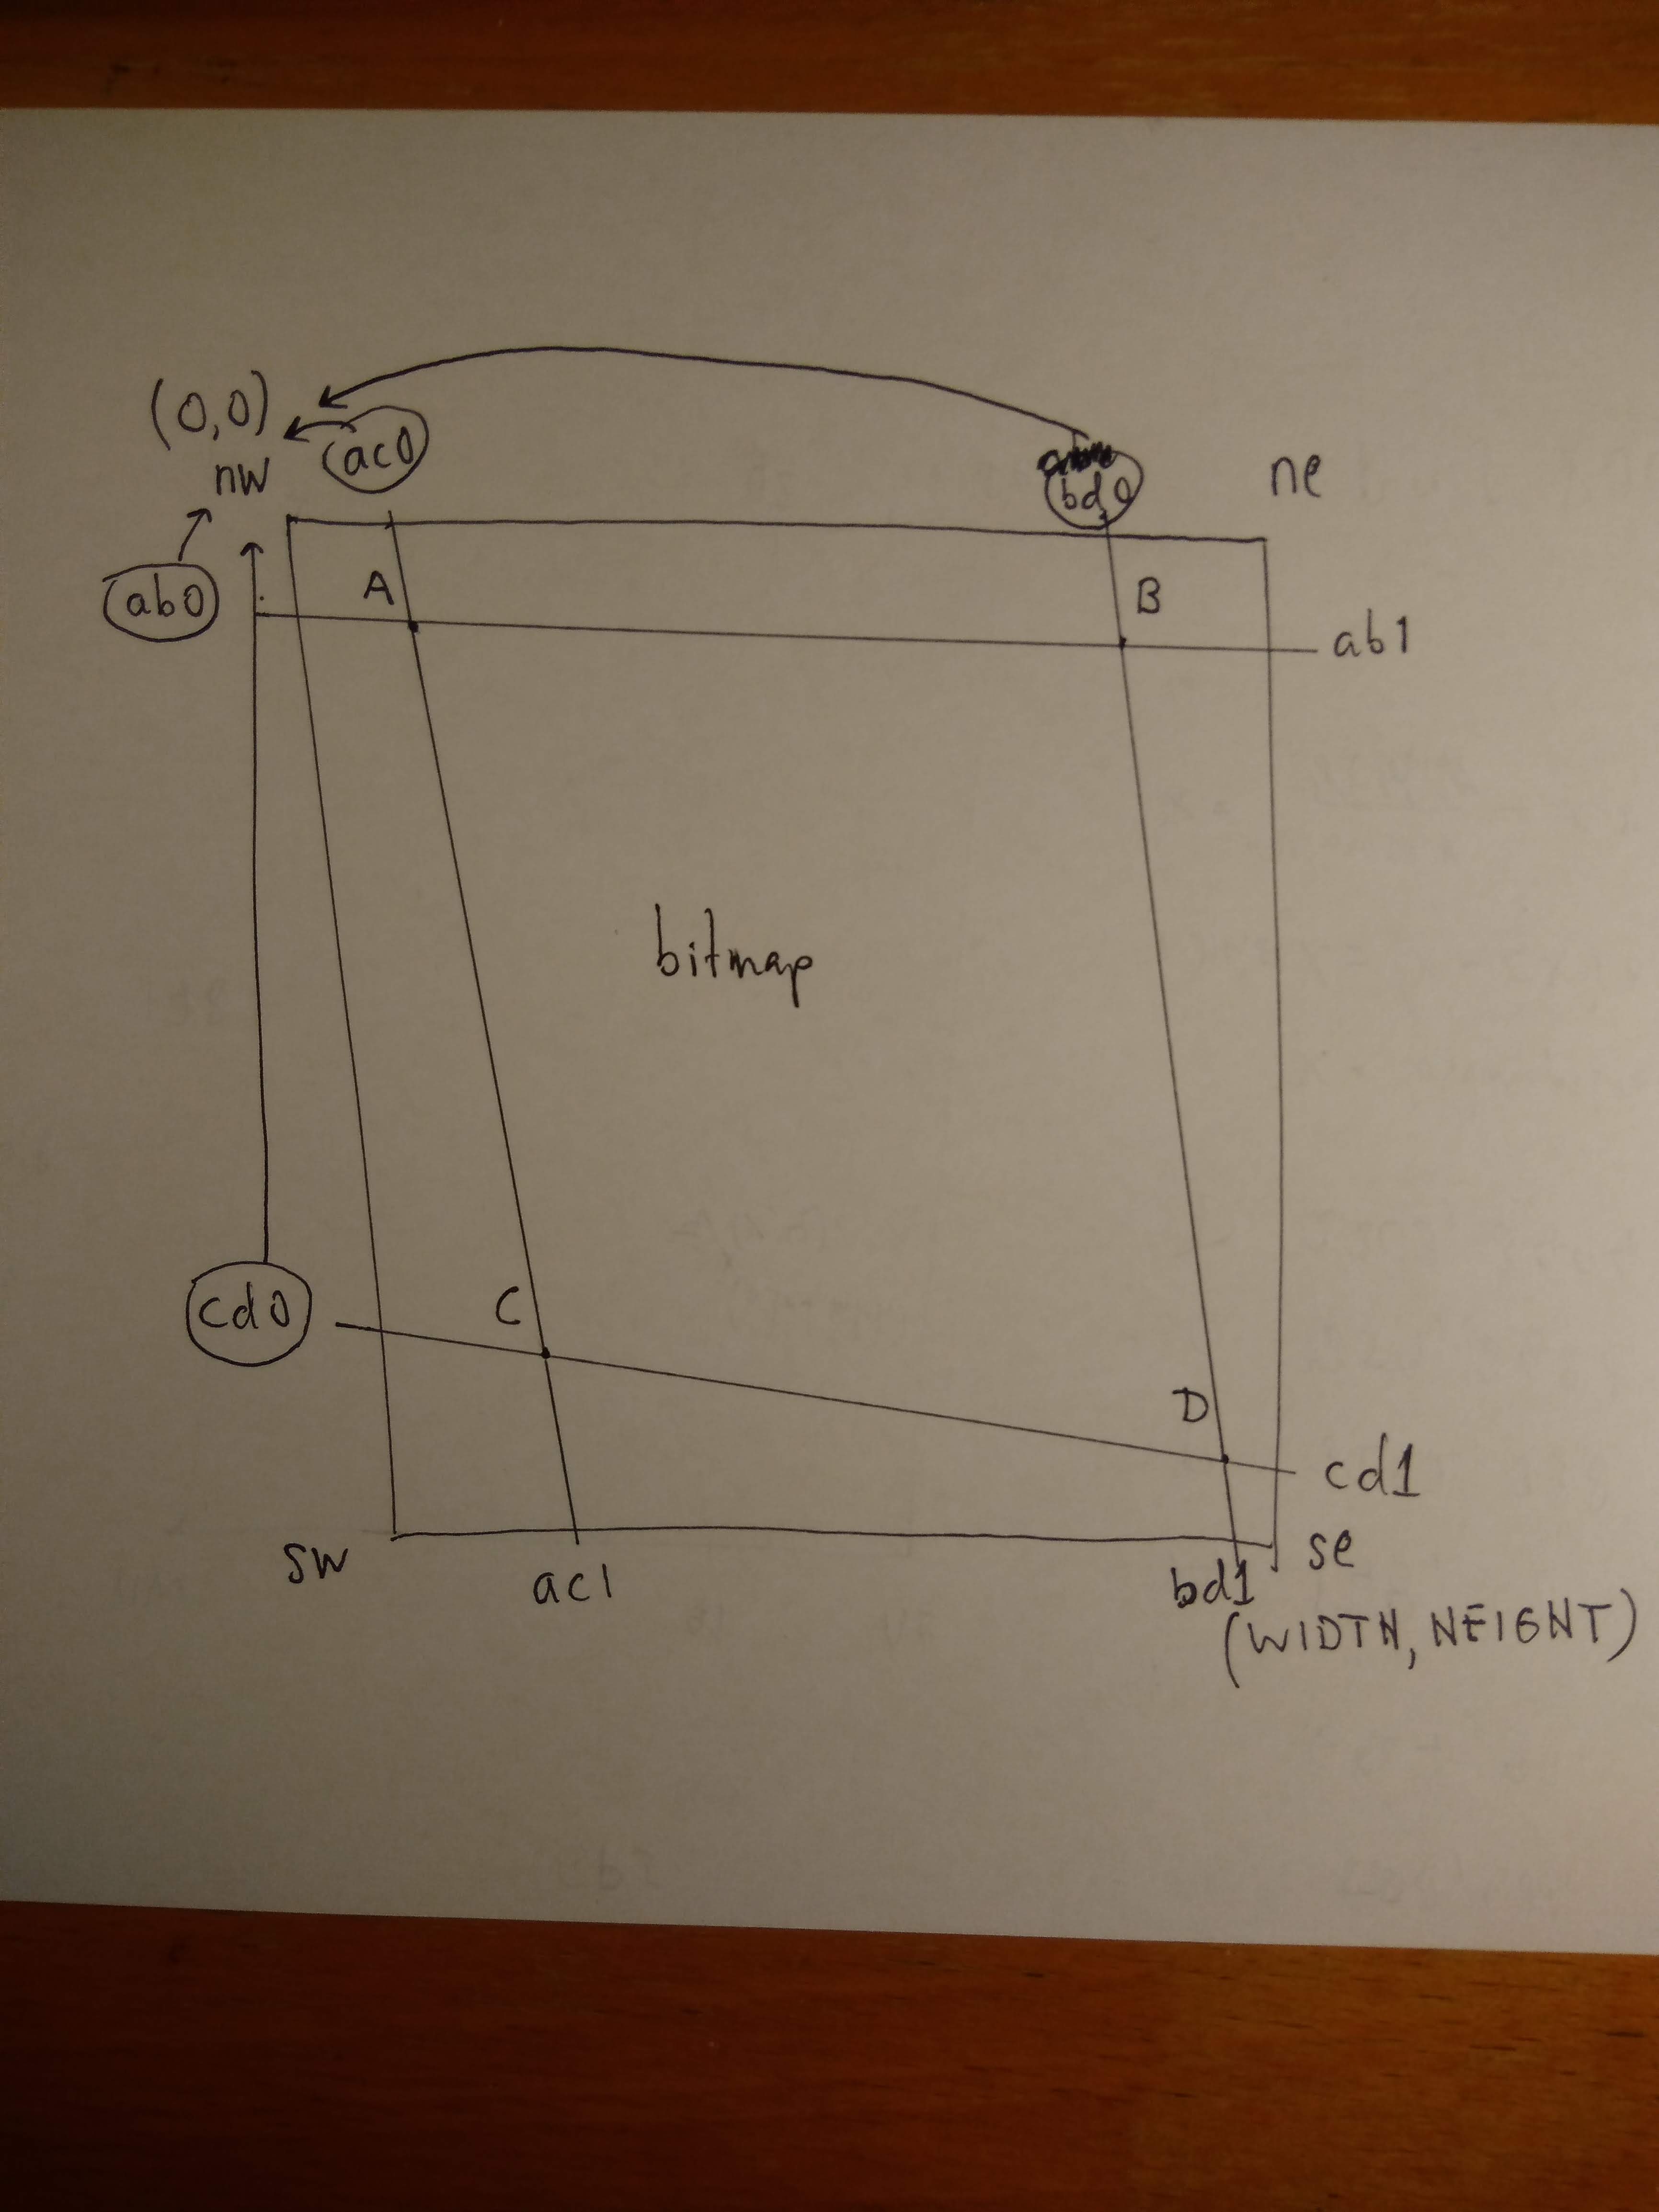 (0,0)
nw
ac0
bd0
ne
ab0
A
B
ab1
bitmap
cd0
C
D
cd1
sw
ac1
bd1
se
(WIDTH, HEIGHT)